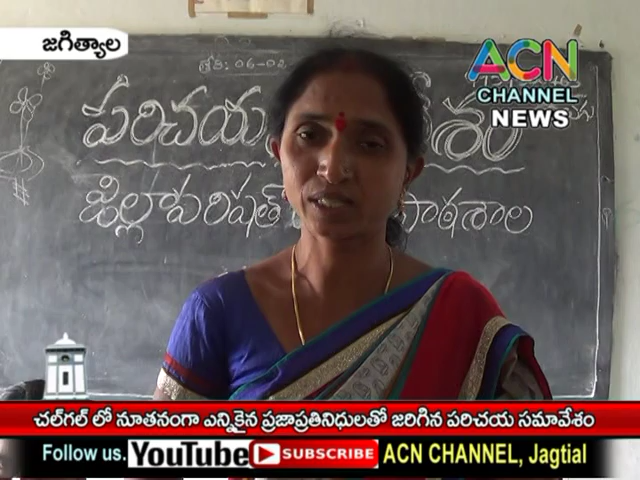 జగిత్యాల
ACN
CHANNEL
NEWS
తేది: 06-02
పరిచయ
జిల్లాపరిషత్ పాఠశాల
చల్‌గల్ లో నూతనంగా ఎన్నికైన ప్రజాప్రతినిధులతో జరిగిన పరిచయ సమావేశం
Follow us. YouTube SUBSCRIBE ACN CHANNEL, Jagtial